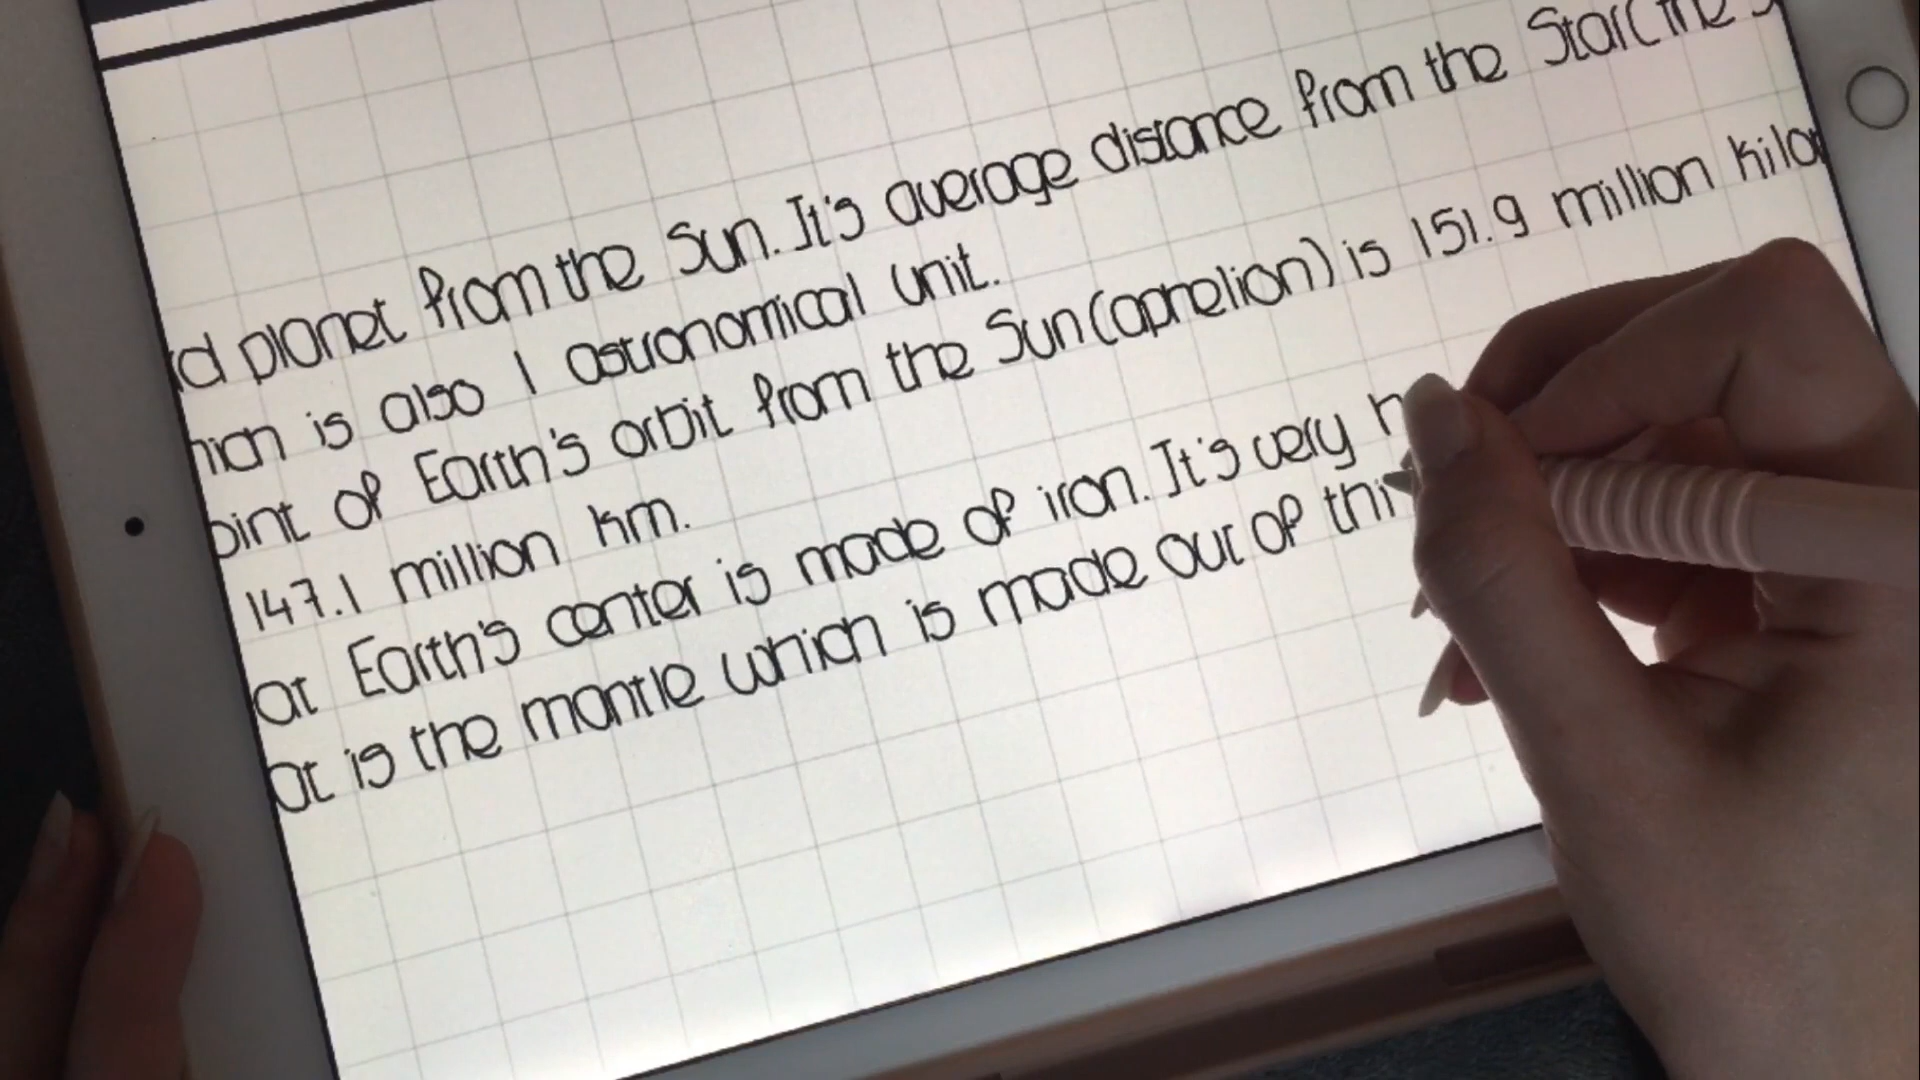 planet from the Sun. It's average distance from the Star(the
is also 1 astronomical unit.
of Earth's orbit from the Sun(aphelion) is 151.9 million
147.1 million km.
at Earth's center is made of iron. It's very
at is the mantle which is made out of